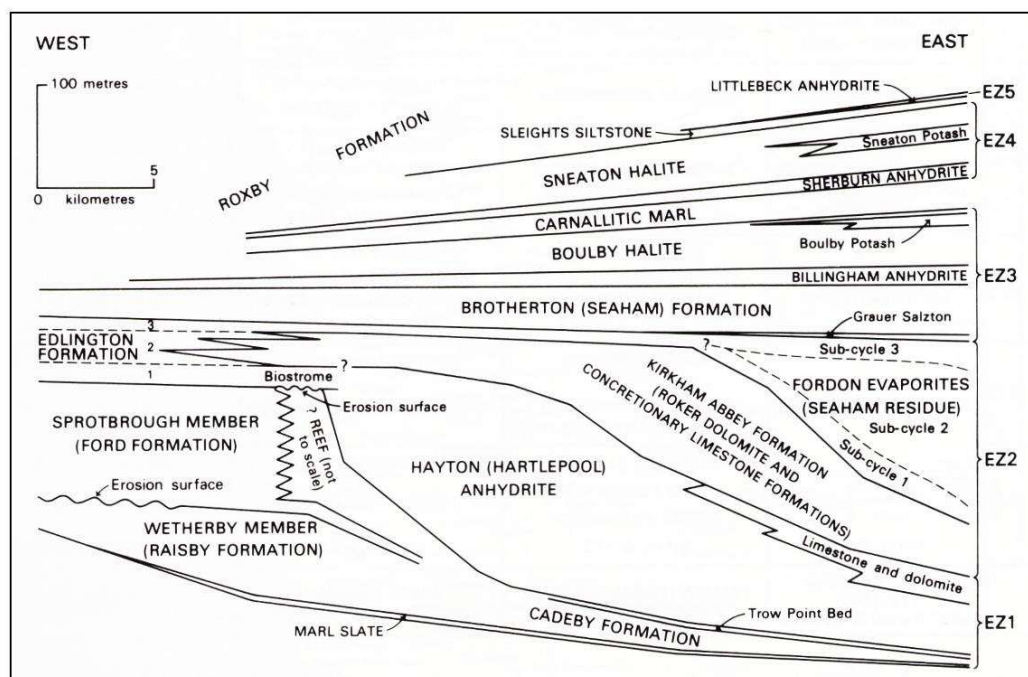 WEST
EAST
100 metres
0 kilometres
5
LITTLEBECK ANHYDRITE
EZ5
SLEIGHTS SILTSTONE
Sneaton Potash
EZ4
ROXBY FORMATION
SNEATON HALITE
SHERBURN ANHYDRITE
CARNALLITIC MARL
BOULBY HALITE
Boulby Potash
BILLINGHAM ANHYDRITE
EZ3
BROTHERTON (SEAHAM) FORMATION
Grauer Salzton
3
EDLINGTON
FORMATION
2
1
?
?
Sub-cycle 3
Biostrome
Erosion surface
FORDON EVAPORITES
(SEAHAM RESIDUE)
Sub-cycle 2
Sub-cycle 1
KIRKHAM ABBEY FORMATION
(ROKER DOLOMITE AND
CONCRETIONARY LIMESTONE FORMATIONS)
EZ2
SPROTBROUGH MEMBER
(FORD FORMATION)
? REEF (not
to scale)
HAYTON (HARTLEPOOL)
ANHYDRITE
Erosion surface
WETHERBY MEMBER
(RAISBY FORMATION)
Limestone and dolomite
Trow Point Bed
EZ1
MARL SLATE
CADEBY FORMATION